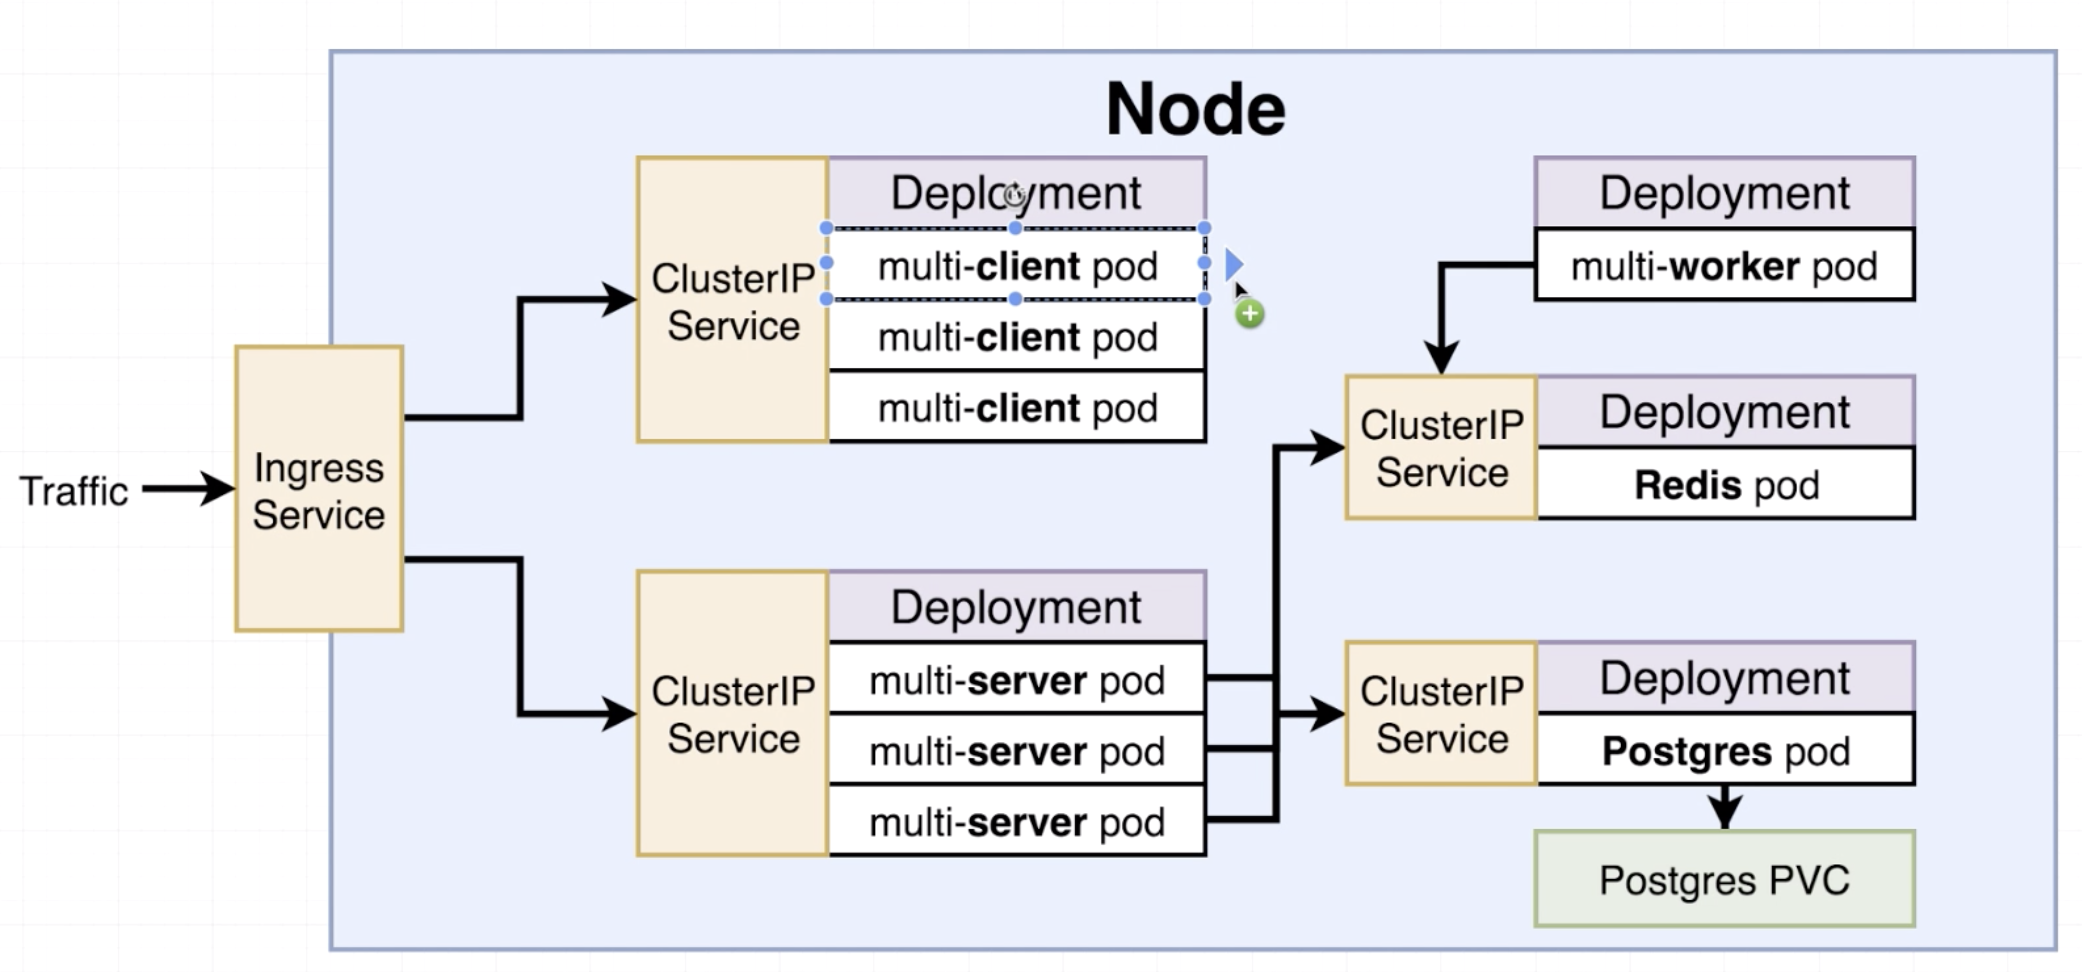 Node
Traffic
Ingress
Service
ClusterIP
Service
Deployment
multi-client pod
multi-client pod
multi-client pod
ClusterIP
Service
Deployment
multi-server pod
multi-server pod
multi-server pod
Deployment
multi-worker pod
ClusterIP
Service
Deployment
Redis pod
ClusterIP
Service
Deployment
Postgres pod
Postgres PVC